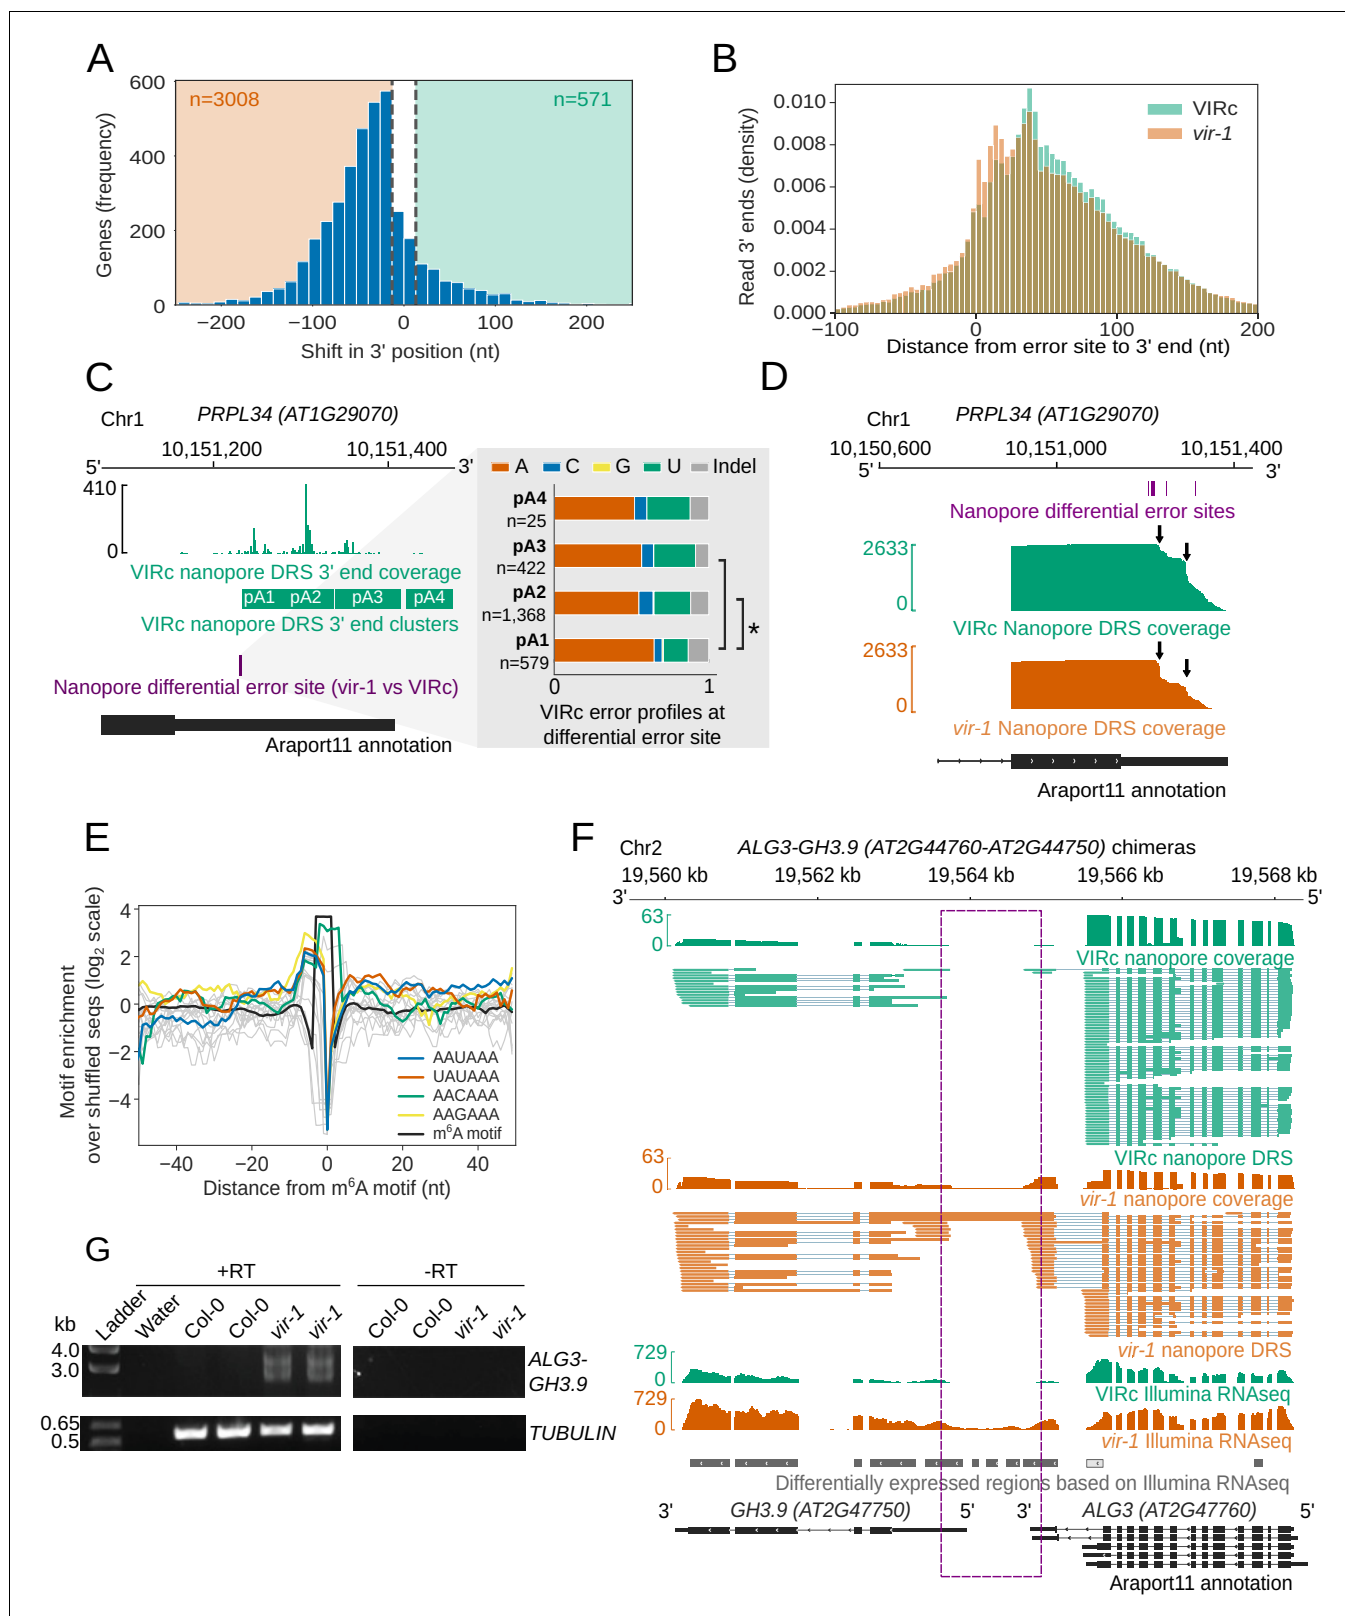 A
n=3008
n=571
600
400
200
0
Genes (frequency)
−200
−100
0
100
200
Shift in 3' position (nt)
B
VIRc
vir-1
0.010
0.008
0.006
0.004
0.002
0.000
Read 3' ends (density)
−100
0
100
200
Distance from error site to 3' end (nt)
C
Chr1
PRPL34 (AT1G29070)
10,151,200
10,151,400
5'
3'
410
0
VIRc nanopore DRS 3' end coverage
pA1
pA2
pA3
pA4
VIRc nanopore DRS 3' end clusters
Nanopore differential error site (vir-1 vs VIRc)
Araport11 annotation
A
C
G
U
Indel
pA4
n=25
pA3
n=422
pA2
n=1,368
pA1
n=579
*
0
1
VIRc error profiles at
differential error site
D
Chr1
PRPL34 (AT1G29070)
10,150,600
10,151,000
10,151,400
5'
3'
Nanopore differential error sites
2633
0
VIRc Nanopore DRS coverage
2633
0
vir-1 Nanopore DRS coverage
Araport11 annotation
E
Motif enrichment
over shuffled seqs (log₂ scale)
4
2
0
−2
−4
AAUAAA
UAUAAA
AACAAA
AAGAAA
m⁶A motif
−40
−20
0
20
40
Distance from m⁶A motif (nt)
F
Chr2
ALG3-GH3.9 (AT2G44760-AT2G44750) chimeras
19,560 kb
19,562 kb
19,564 kb
19,566 kb
19,568 kb
3'
5'
63
0
VIRc nanopore coverage
VIRc nanopore DRS
63
0
vir-1 nanopore coverage
vir-1 nanopore DRS
729
0
VIRc Illumina RNAseq
729
0
vir-1 Illumina RNAseq
Differentially expressed regions based on Illumina RNAseq
3'
GH3.9 (AT2G47750)
5'
3'
ALG3 (AT2G47760)
5'
Araport11 annotation
G
+RT
-RT
kb
Ladder
Water
Col-0
Col-0
vir-1
vir-1
Col-0
Col-0
vir-1
vir-1
4.0
3.0
ALG3-
GH3.9
0.65
0.5
TUBULIN